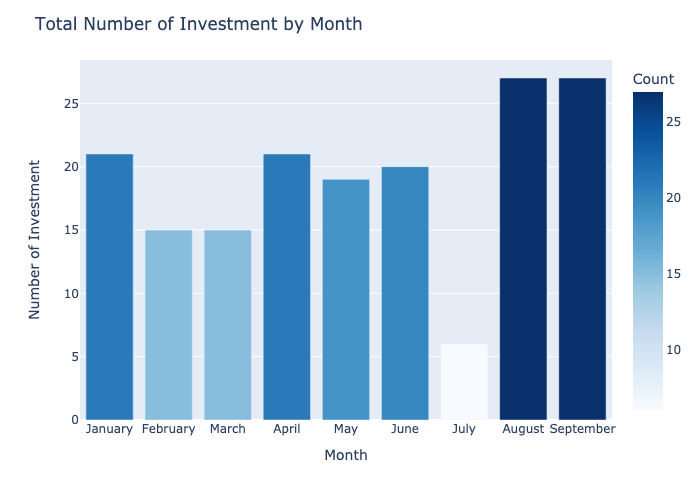 Total Number of Investment by Month
Count
25
20
15
10
5
0
Number of Investment
January February March April May June July August September
Month
25
20
15
10